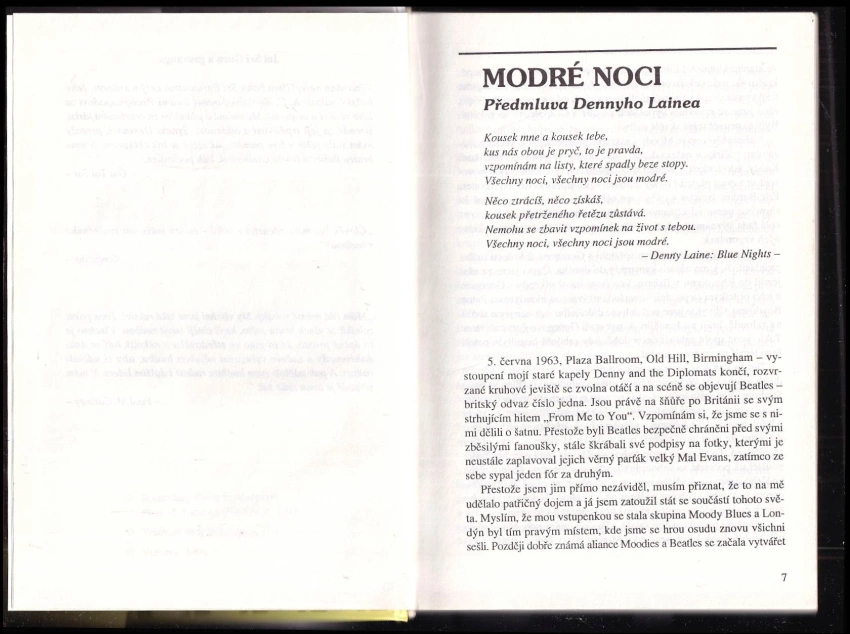 MODRÉ NOCI
Předmluva Dennyho Lainea
Kousek mne a kousek tebe,
kus nás obou je pryč, to je pravda,
vzpomínám na listy, které spadly beze stopy.
Všechny noci, všechny noci jsou modré.
Něco ztrácíš, něco získáš,
kousek přetrženého řetězu zůstává.
Nemohu se zbavit vzpomínek na život s tebou.
Všechny noci, všechny noci jsou modré.
– Denny Laine: Blue Nights –
5. června 1963, Plaza Ballroom, Old Hill, Birmingham – vy-
stoupení mojí staré kapely Denny and the Diplomats končí, rozvr-
zané kruhové jeviště se zvolna otáčí a na scéně se objevují Beatles –
britský odvaz číslo jedna. Jsou právě na šňůře po Británii se svým
strhujícím hitem „From Me to You“. Vzpomínám si, že jsme se s ni-
mi dělili o šatnu. Přestože byli Beatles bezpečně chráněni před svými
zběsilými fanoušky, stále škrábali své podpisy na fotky, kterými je
neustále zaplavoval jejich věrný parťák velký Mal Evans, zatímco ze
sebe sypal jeden fór za druhým.
Přestože jsem jim přímo nezáviděl, musím přiznat, že to na mě
udělalo patřičný dojem a já jsem zatoužil stát se součástí tohoto svě-
ta. Myslím, že mou vstupenkou se stala skupina Moody Blues a Lon-
dýn byl tím pravým místem, kde jsme se hrou osudu znovu všichni
sešli. Později dobře známá aliance Moodies a Beatles se začala vytvářet
7